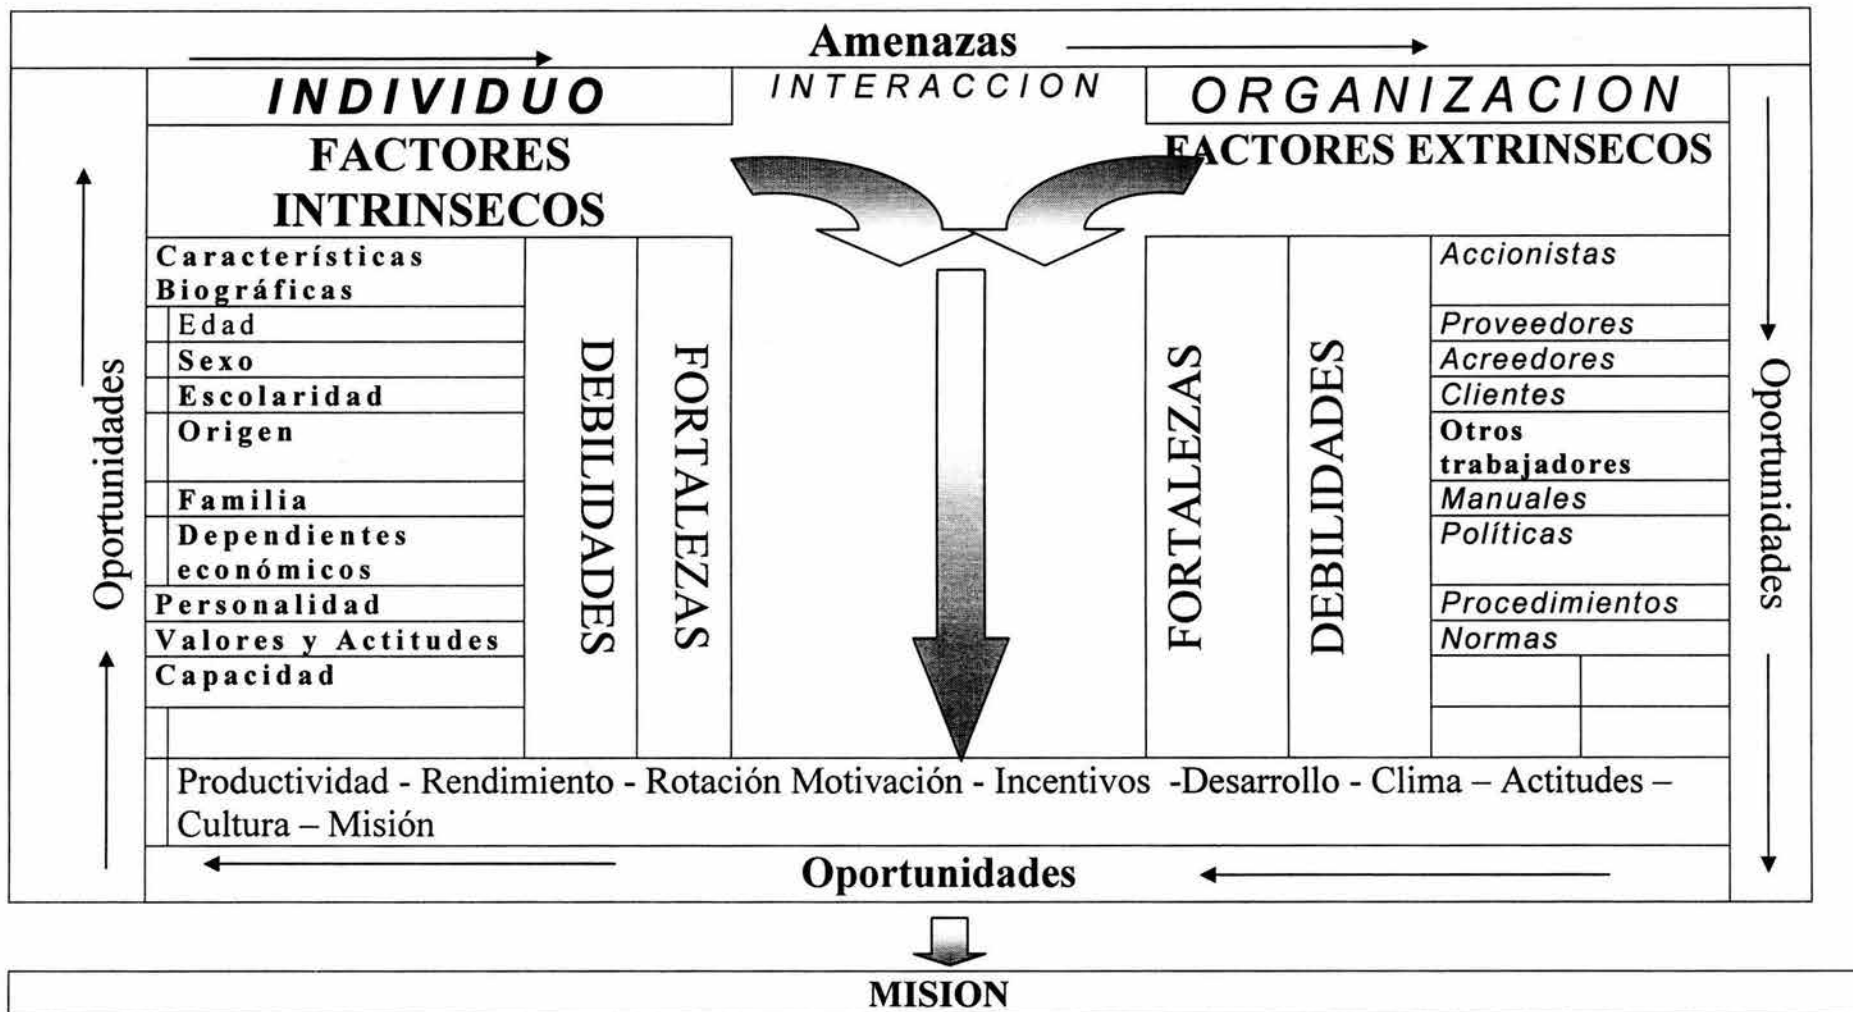 Amenazas
INDIVIDUO
INTERACCION
ORGANIZACION
FACTORES
INTRINSECOS
FACTORES EXTRINSECOS
Oportunidades
Características
Biográficas
Edad
Sexo
Escolaridad
Origen
Familia
Dependientes
económicos
Personalidad
Valores y Actitudes
Capacidad
DEBILIDADES
FORTALEZAS
FORTALEZAS
DEBILIDADES
Accionistas
Proveedores
Acreedores
Clientes
Otros
trabajadores
Manuales
Políticas
Procedimientos
Normas
Oportunidades
Productividad - Rendimiento - Rotación Motivación - Incentivos -Desarrollo - Clima – Actitudes –
Cultura – Misión
Oportunidades
MISION